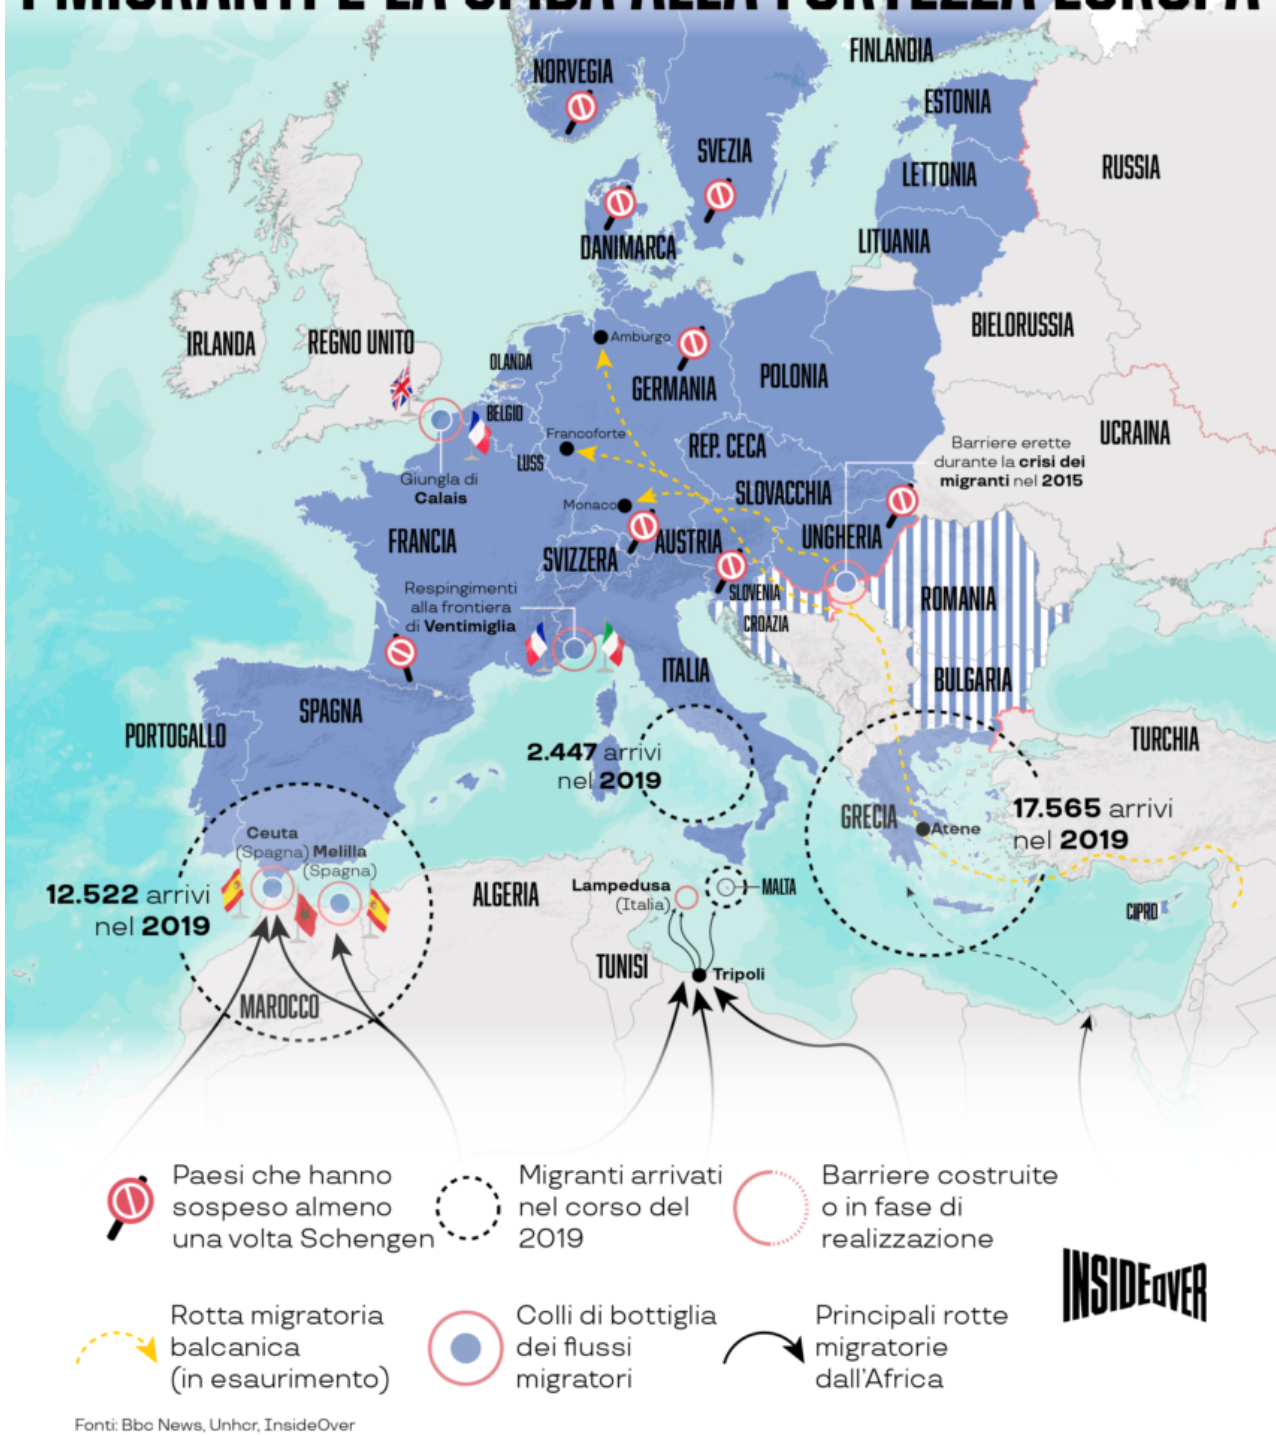 I MIGRANTI E LA SFIDA ALLA FORTEZZA EUROPA
FINLANDIA
NORVEGIA
ESTONIA
SVEZIA
RUSSIA
LETTONIA
DANIMARCA
LITUANIA
BIELORUSSIA
IRLANDA
REGNO UNITO
Amburgo
OLANDA
GERMANIA
POLONIA
BELGIO
UCRAINA
Francoforte
REP. CECA
Barriere erette
durante la crisi dei
migranti nel 2015
LUSS
Giungla di
Calais
SLOVACCHIA
Monaco
FRANCIA
SVIZZERA
AUSTRIA
UNGHERIA
Respingimenti
alla frontiera
di Ventimiglia
SLOVENIA
ROMANIA
CROAZIA
ITALIA
BULGARIA
SPAGNA
PORTOGALLO
TURCHIA
2.447 arrivi
nel 2019
GRECIA
Atene
17.565 arrivi
nel 2019
Ceuta
(Spagna)
Melilla
(Spagna)
12.522 arrivi
nel 2019
ALGERIA
Lampedusa
(Italia)
MALTA
CIPRO
TUNISI
Tripoli
MAROCCO
Paesi che hanno
sospeso almeno
una volta Schengen
Migranti arrivati
nel corso del
2019
Barriere costruite
o in fase di
realizzazione
Rotta migratoria
balcanica
(in esaurimento)
Colli di bottiglia
dei flussi
migratori
Principali rotte
migratorie
dall'Africa
INSIDEOVER
Fonti: Bbc News, Unhcr, InsideOver